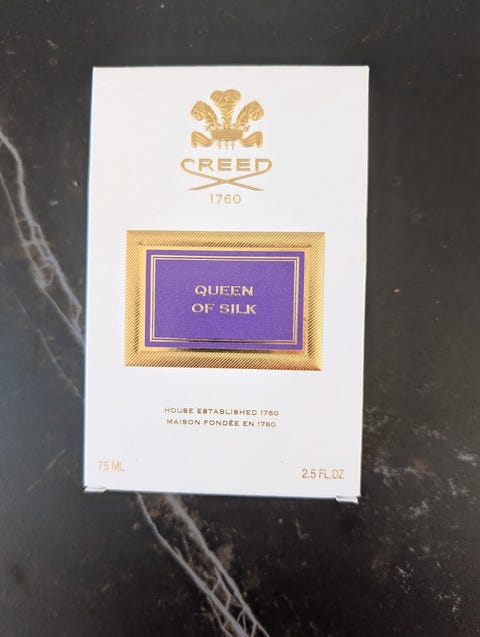 CREED
1760
QUEEN
OF SILK
HOUSE ESTABLISHED 1760
MAISON FONDÉE EN 1760
75 ML
2.5 FL.OZ